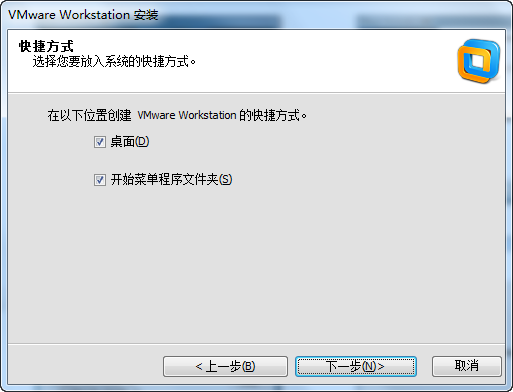 VMware Workstation 安装
快捷方式
选择您要放入系统的快捷方式。
在以下位置创建 VMware Workstation 的快捷方式。
桌面(D)
开始菜单程序文件夹(S)
< 上一步(B)
下一步(N)>
取消